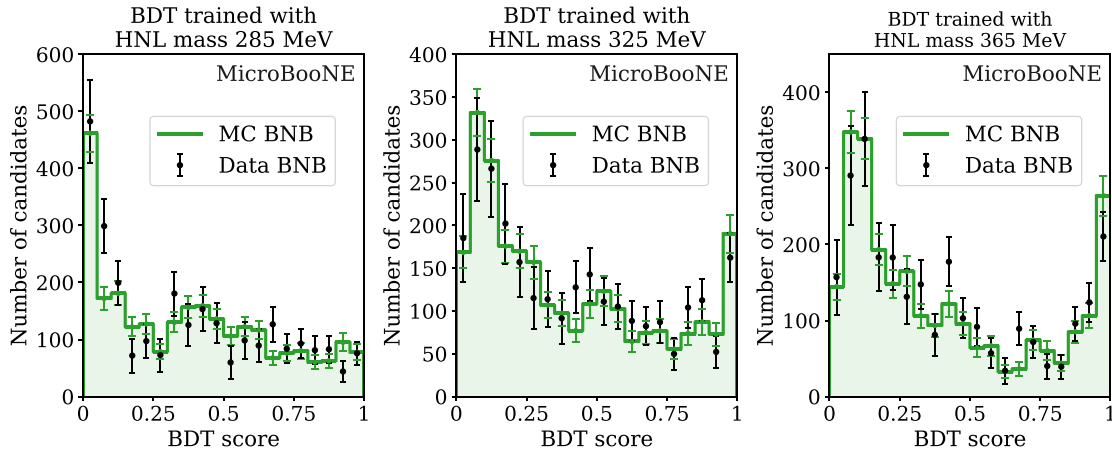 BDT trained with
HNL mass 285 MeV
MicroBooNE
MC BNB
Data BNB
Number of candidates
600
500
400
300
200
100
0
0 0.25 0.5 0.75 1
BDT score
BDT trained with
HNL mass 325 MeV
MicroBooNE
MC BNB
Data BNB
Number of candidates
400
350
300
250
200
150
100
50
0
0 0.25 0.5 0.75 1
BDT score
BDT trained with
HNL mass 365 MeV
MicroBooNE
MC BNB
Data BNB
Number of candidates
400
300
200
100
0
0 0.25 0.5 0.75 1
BDT score